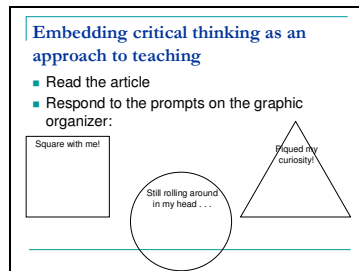 Embedding critical thinking as an
approach to teaching
Read the article
Respond to the prompts on the graphic
organizer:
Square with me!
Still rolling around
in my head . . .
Piqued my
curiosity!